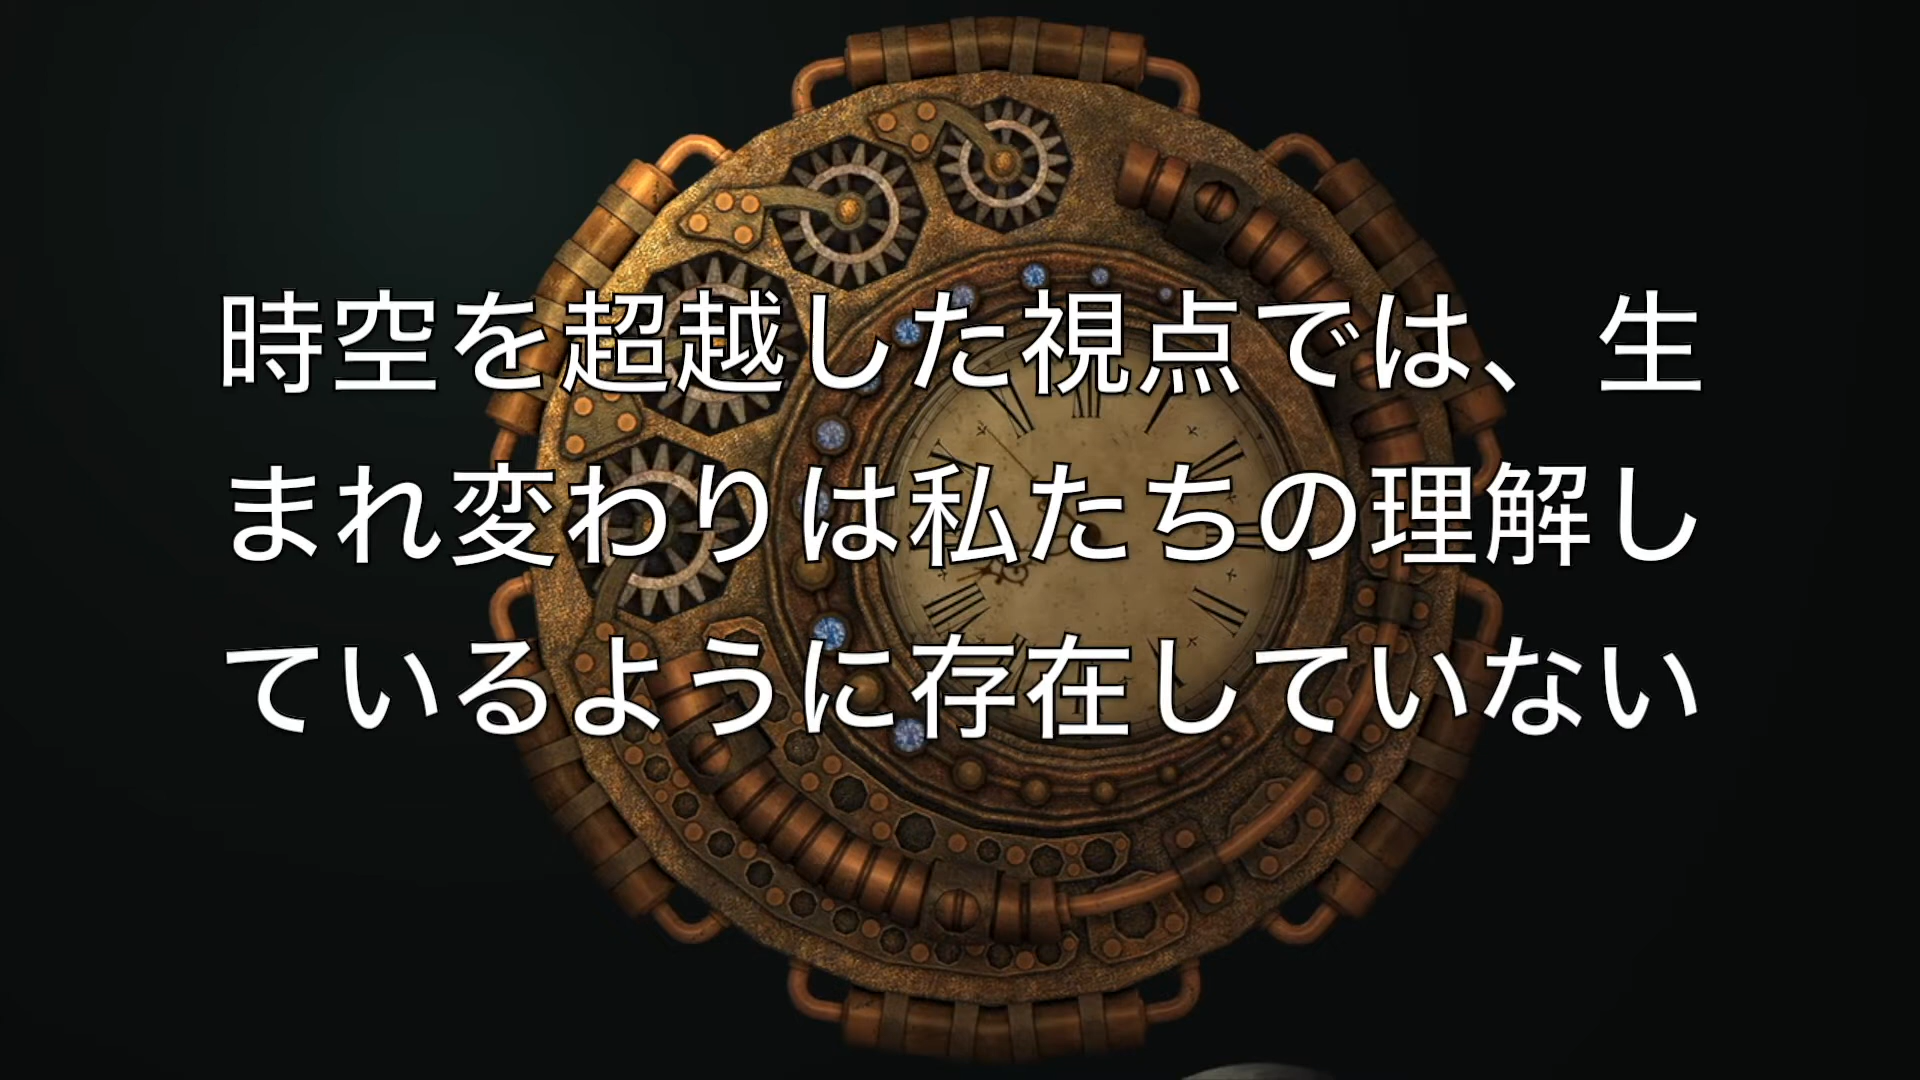 時空を超越した視点では、生
まれ変わりは私たちの理解し
ているように存在していない